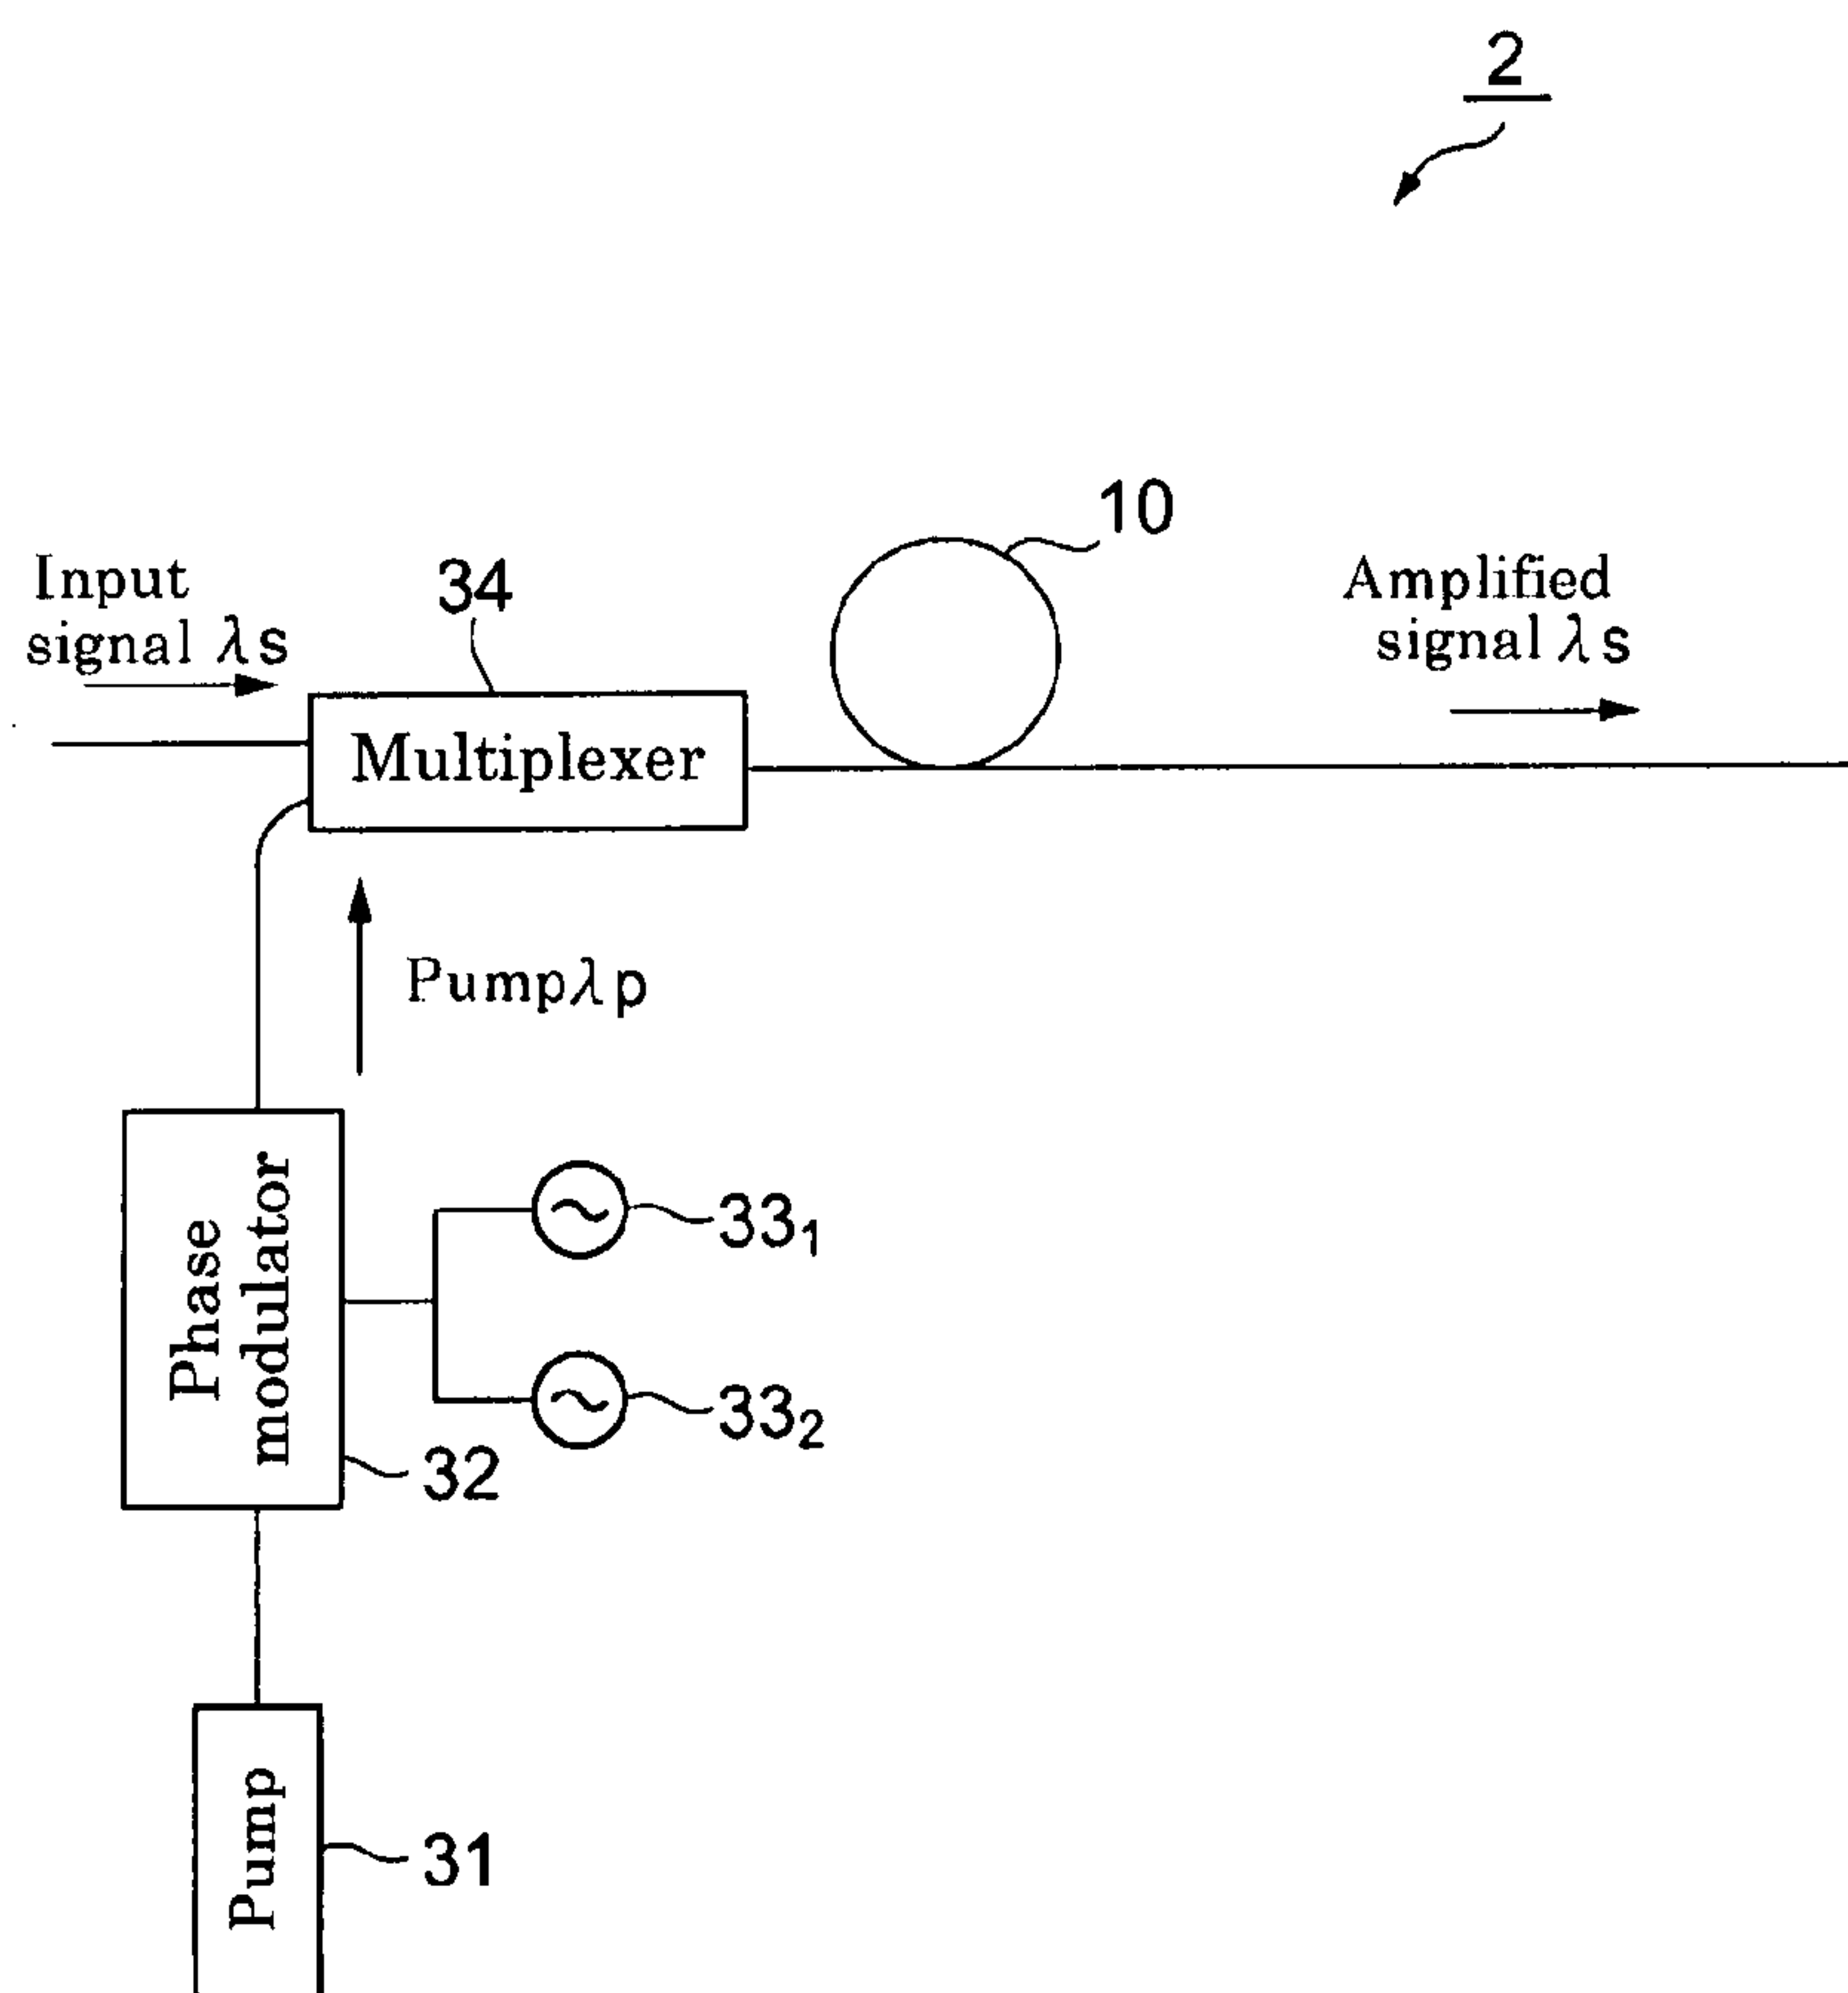 2
10
34
Input
signal λs
Amplified
signal λs
Multiplexer
Pumpλp
Phase
modulator
33₁
33₂
32
Pump
31